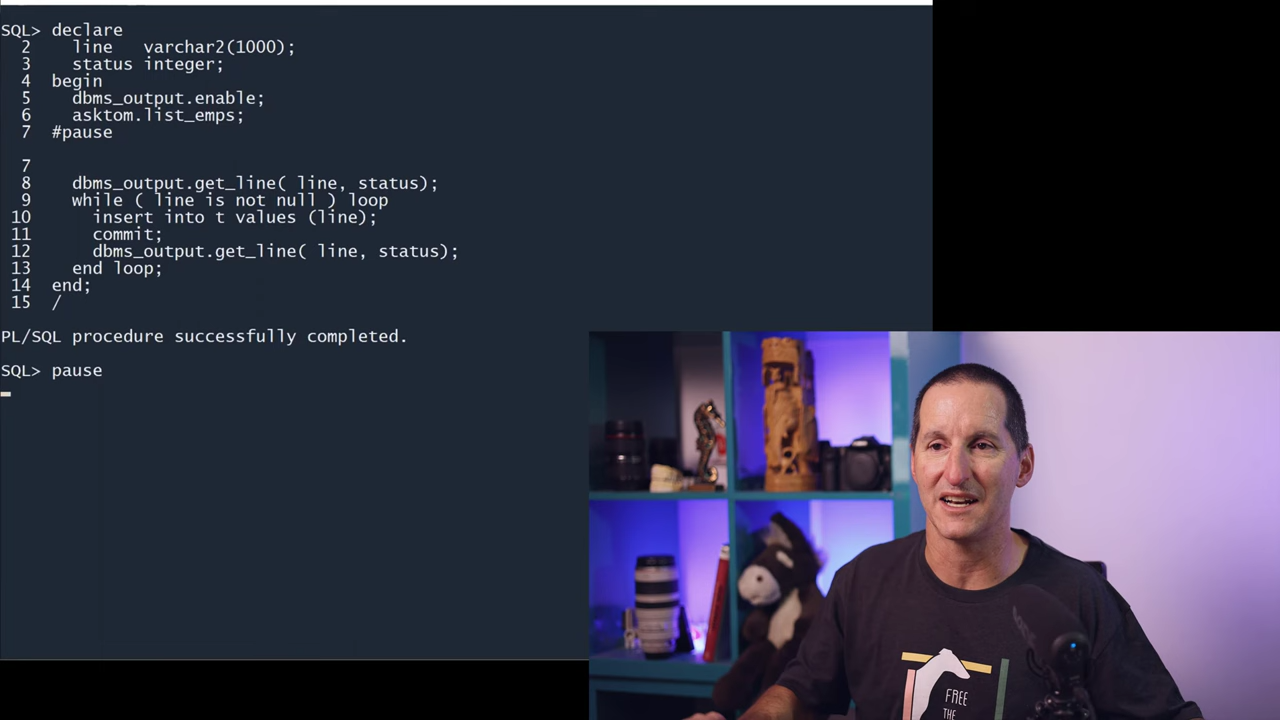 SQL> declare
2 line varchar2(1000);
3 status integer;
4 begin
5 dbms_output.enable;
6 asktom.list_emps;
7 #pause
7
8 dbms_output.get_line( line, status);
9 while ( line is not null ) loop
10 insert into t values (line);
11 commit;
12 dbms_output.get_line( line, status);
13 end loop;
14 end;
15 /
PL/SQL procedure successfully completed.
SQL> pause
FREE
THE